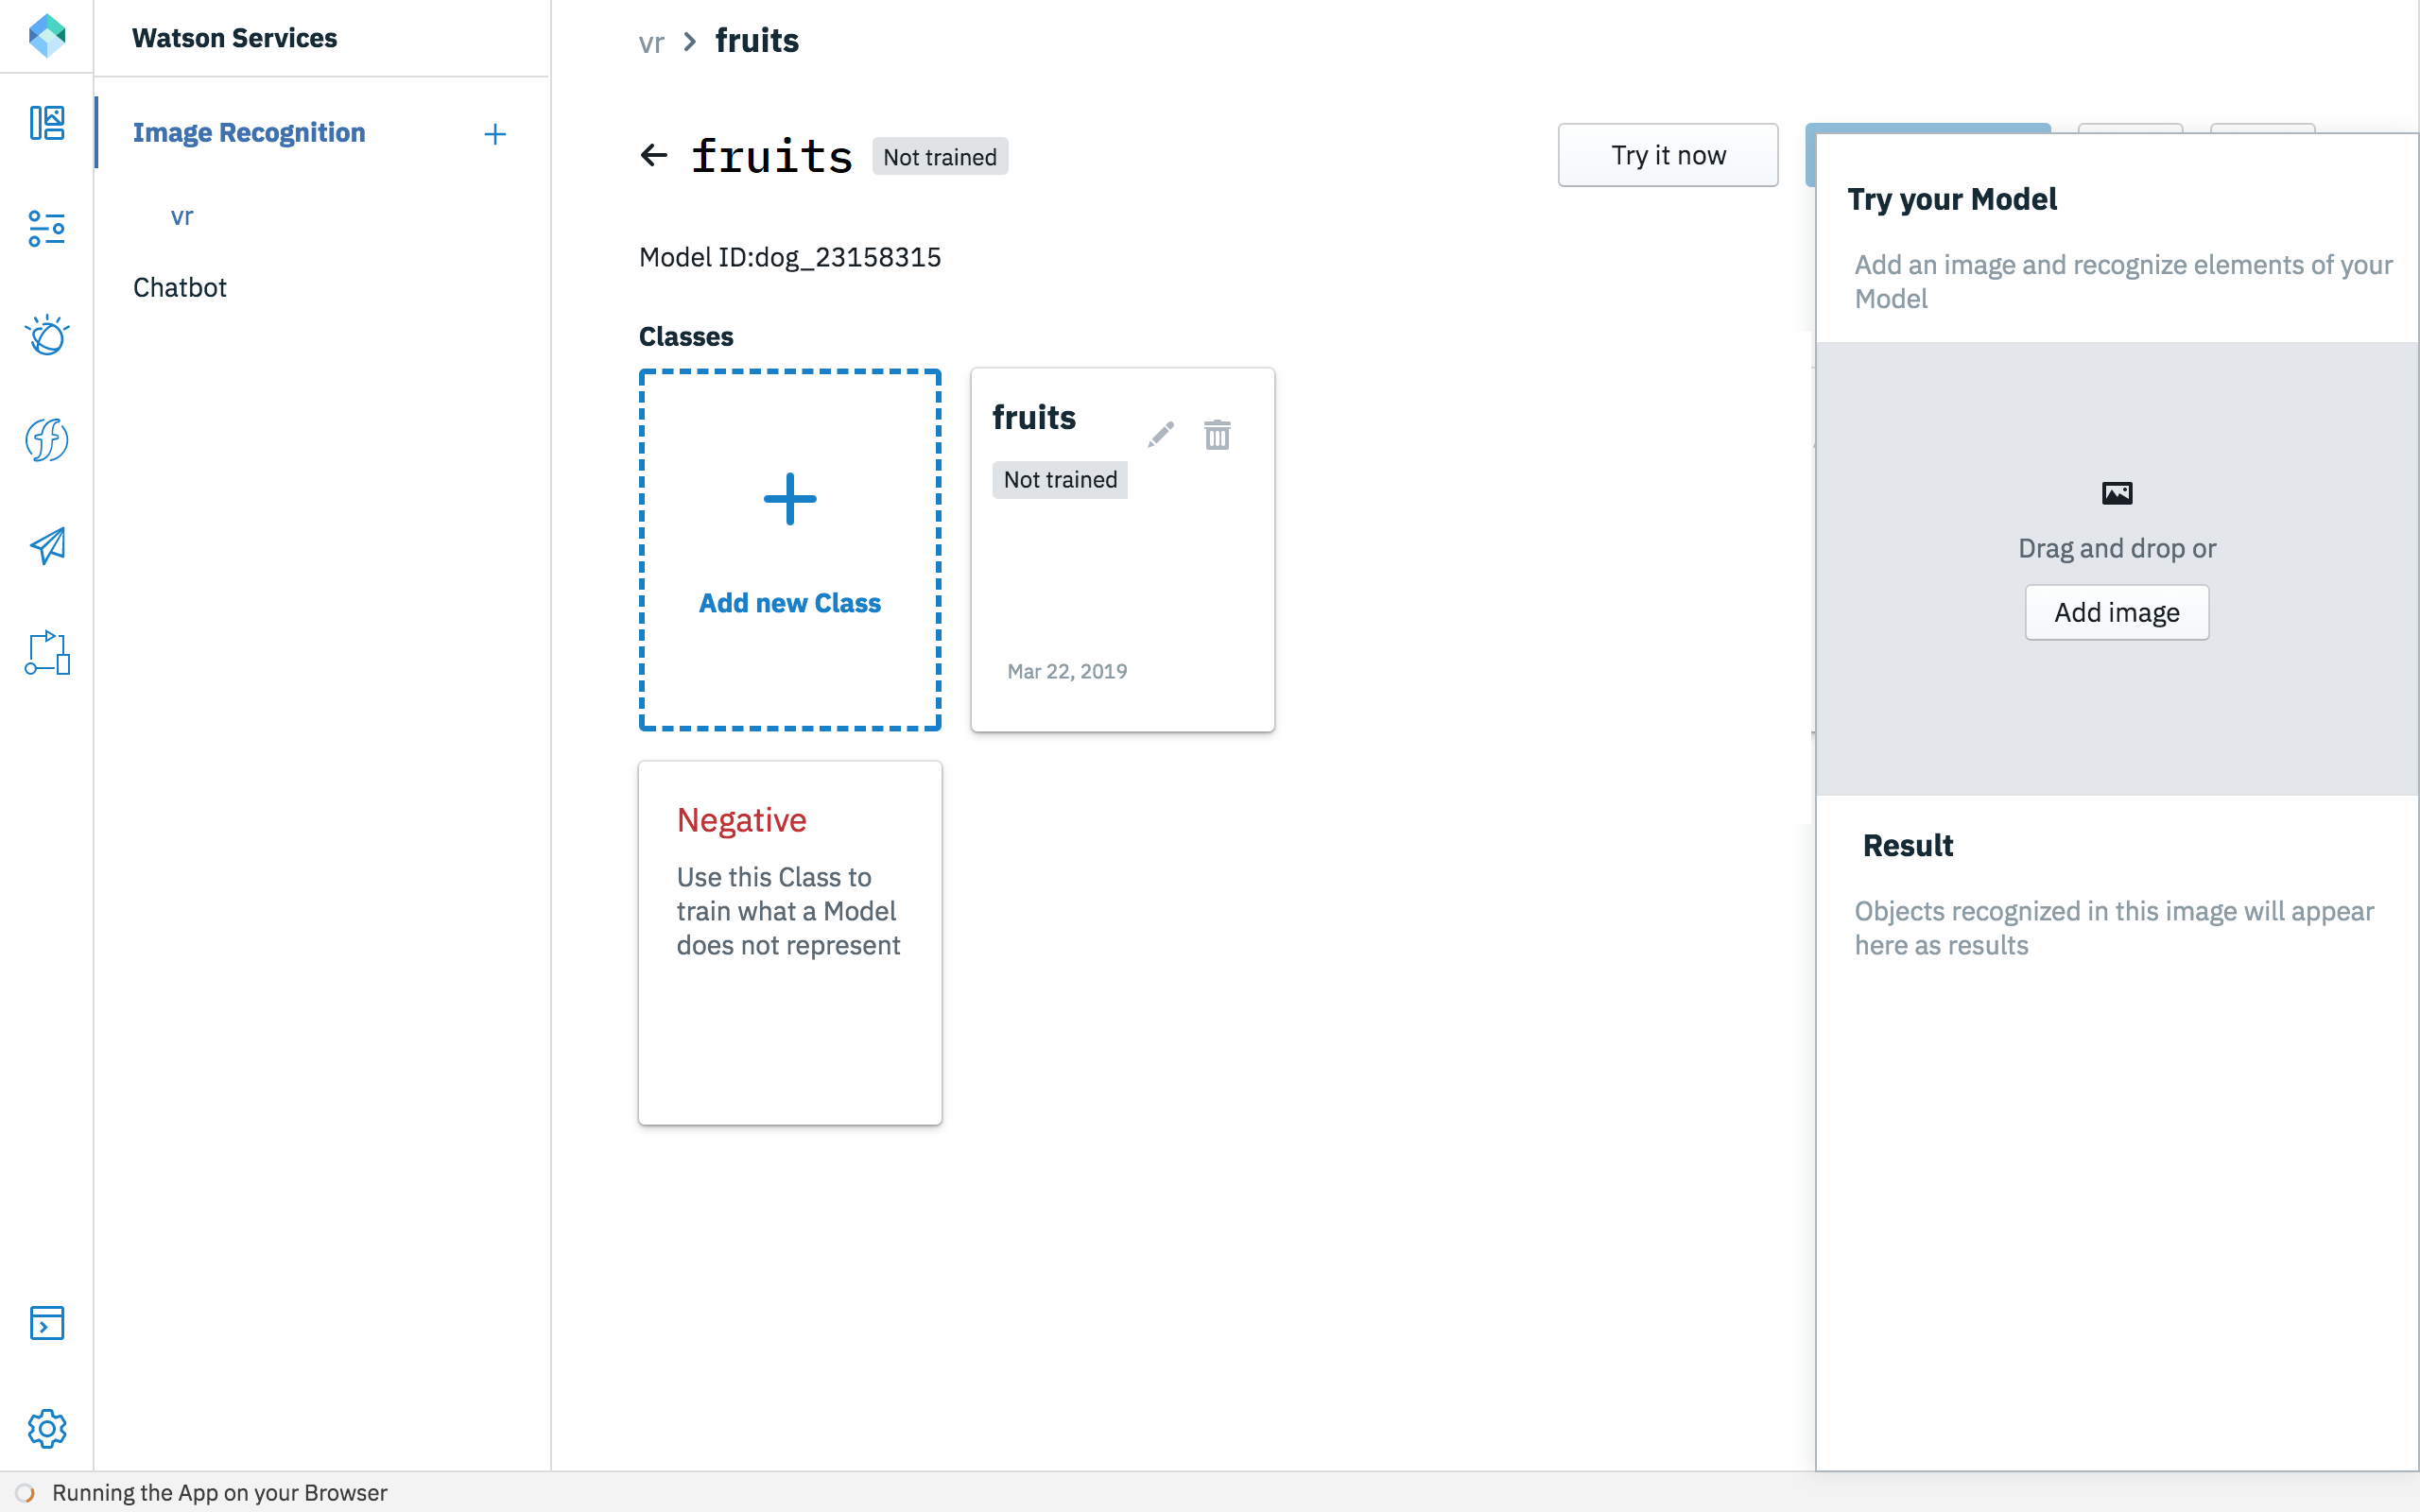 Watson Services
Image Recognition
vr
Chatbot
vr > fruits
fruits
Not trained
Try it now
Model ID:dog_23158315
Classes
Add new Class
fruits
Not trained
Mar 22, 2019
Negative
Use this Class to
train what a Model
does not represent
Try your Model
Add an image and recognize elements of your
Model
Drag and drop or
Add image
Result
Objects recognized in this image will appear
here as results
Running the App on your Browser